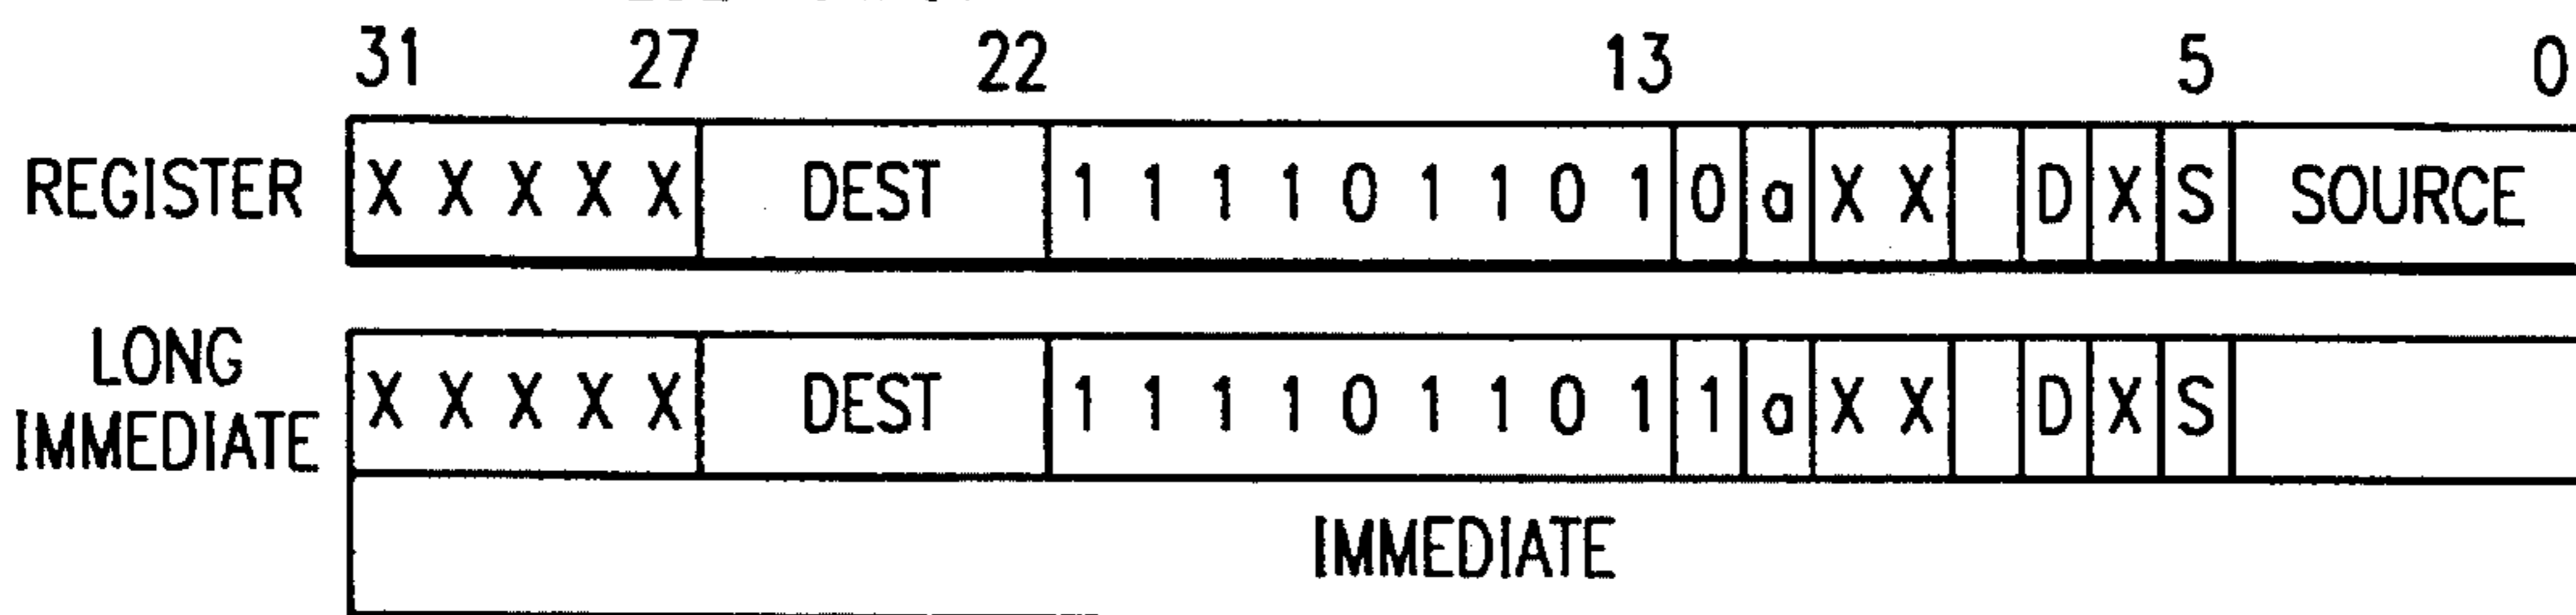 31 27 22 13 5 0
REGISTER X X X X X DEST 1 1 1 1 0 1 1 0 1 0 a X X D X S SOURCE
LONG
IMMEDIATE X X X X X DEST 1 1 1 1 0 1 1 0 1 1 a X X D X S
IMMEDIATE